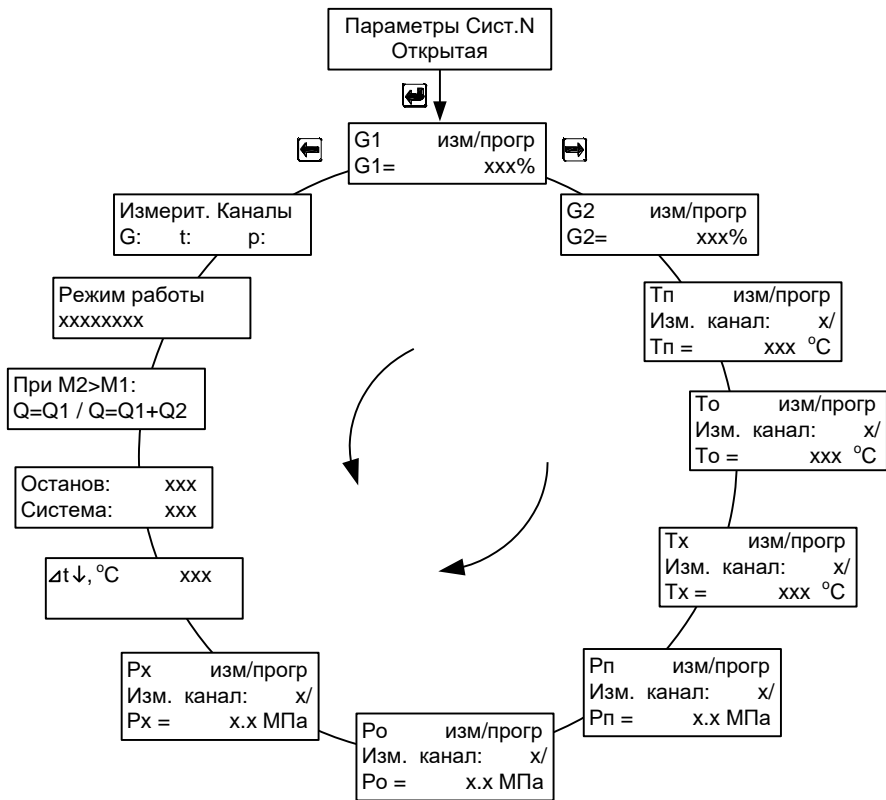 Параметры Сист.N
Открытая
G1 изм/прогр
G1= xxx%
G2 изм/прогр
G2= xxx%
Тп изм/прогр
Изм. канал: x/
Тп = xxx °C
То изм/прогр
Изм. канал: x/
То = xxx °C
Тх изм/прогр
Изм. канал: x/
Тх = xxx °C
Рп изм/прогр
Изм. канал: x/
Рп = x.x МПа
Ро изм/прогр
Изм. канал: x/
Ро = x.x МПа
Рх изм/прогр
Изм. канал: x/
Рх = x.x МПа
⊿t↓, °C xxx
Останов: xxx
Система: xxx
При М2>М1:
Q=Q1 / Q=Q1+Q2
Режим работы
xxxxxxxx
Измерит. Каналы
G: t: p: